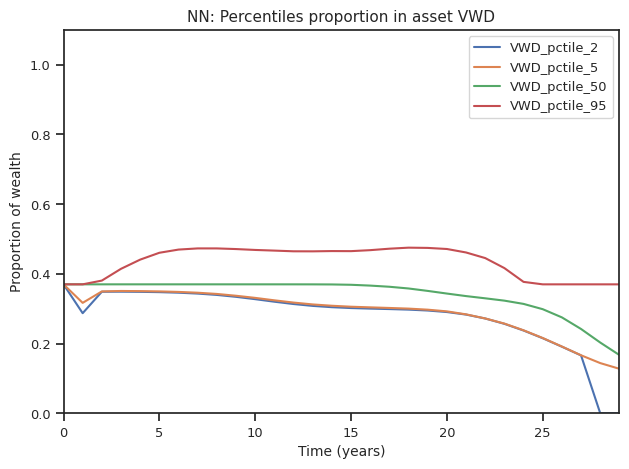 NN: Percentiles proportion in asset VWD
VWD_pctile_2
VWD_pctile_5
VWD_pctile_50
VWD_pctile_95
Proportion of wealth
1.0
0.8
0.6
0.4
0.2
0.0
0 5 10 15 20 25
Time (years)